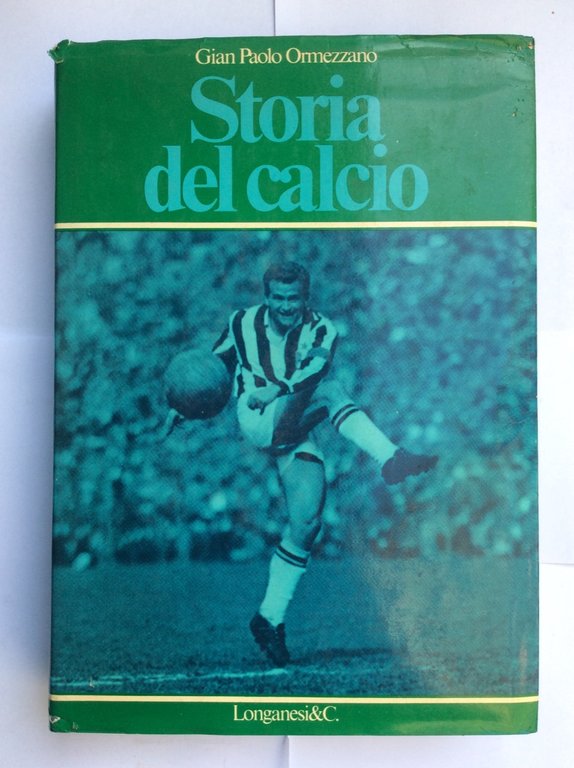 Gian Paolo Ormezzano
Storia
del calcio
Longanesi&C.